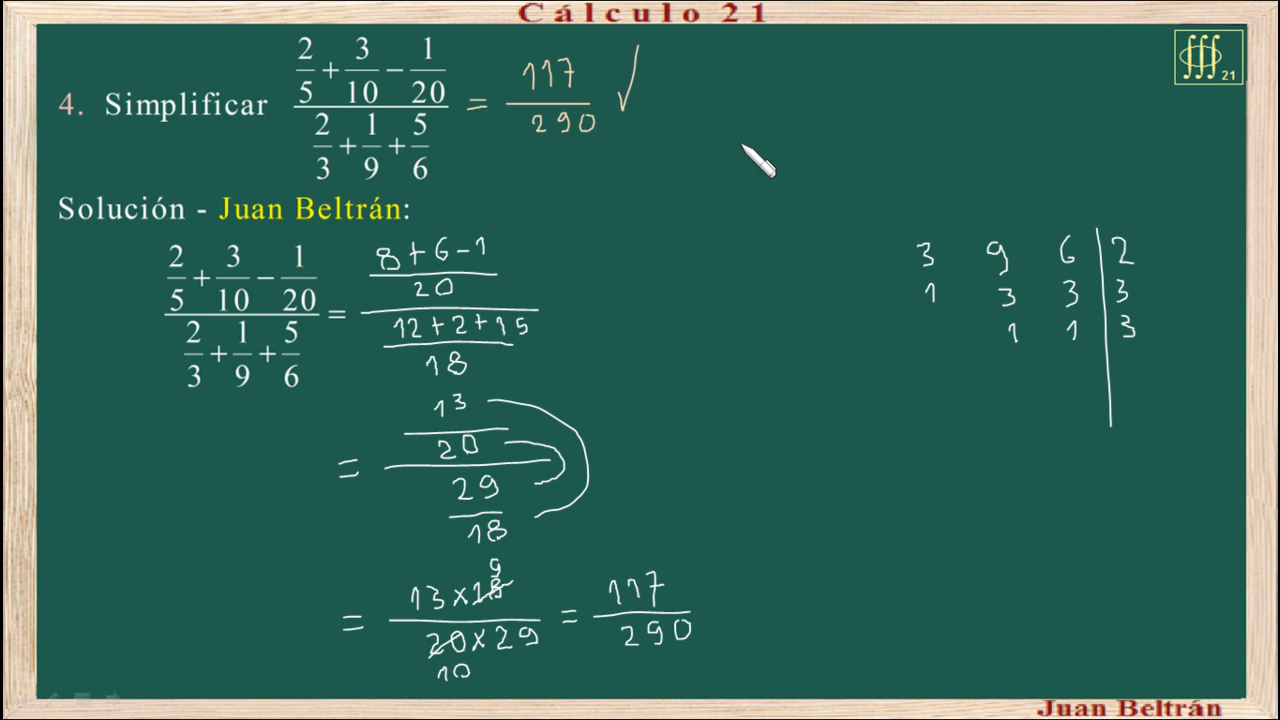 Cálculo 21
4. Simplificar (2/5 + 3/10 − 1/20) / (2/3 + 1/9 + 5/6) = 117/290 ✓
21
Solución - Juan Beltrán:
(2/5 + 3/10 − 1/20) / (2/3 + 1/9 + 5/6) = ((8+6−1)/20) / ((12+2+15)/18)
= (13/20) / (29/18)
= (13×18)/(20×29) = 117/290
9
10
3 9 6 | 2
1 3 3 | 3
1 1 | 3
Juan Beltrán